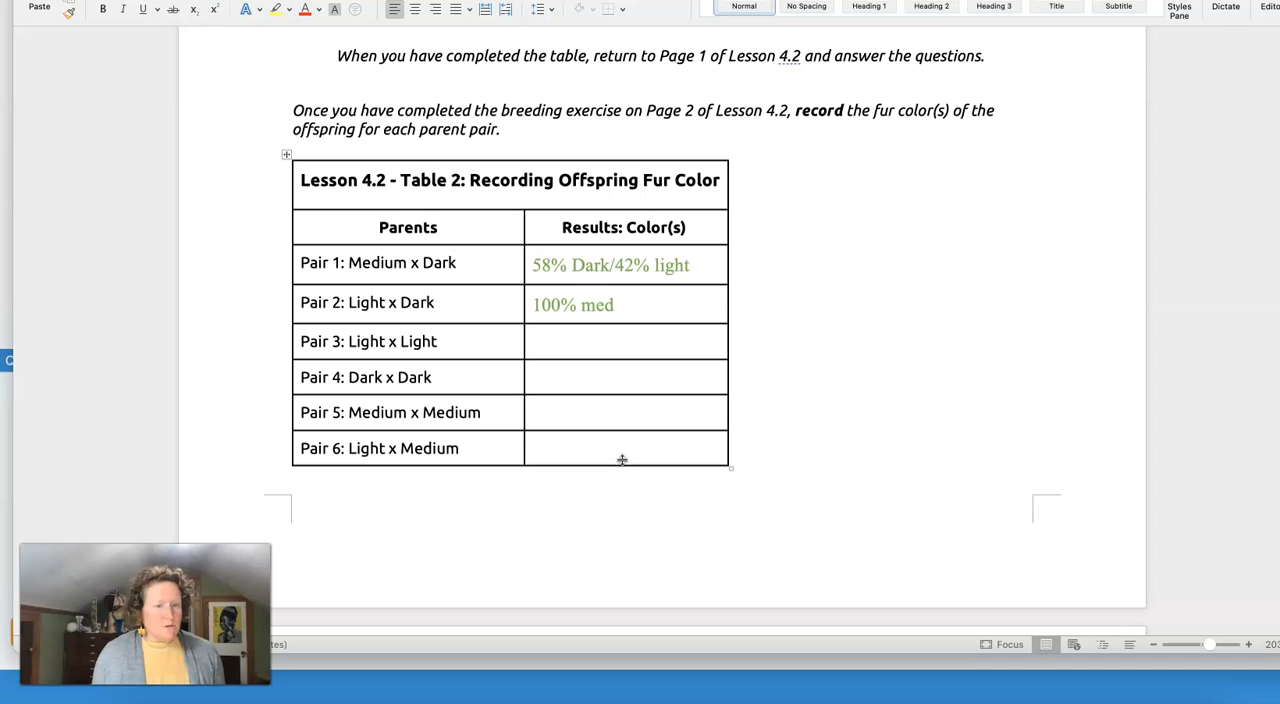 Paste
B I U ab x₂ x² A A A
Normal
No Spacing
Heading 1
Heading 2
Heading 3
Title
Subtitle
Styles
Pane
Dictate
When you have completed the table, return to Page 1 of Lesson 4.2 and answer the questions.
Once you have completed the breeding exercise on Page 2 of Lesson 4.2, record the fur color(s) of the
offspring for each parent pair.
Lesson 4.2 - Table 2: Recording Offspring Fur Color
Parents Results: Color(s)
Pair 1: Medium x Dark 58% Dark/42% light
Pair 2: Light x Dark 100% med
Pair 3: Light x Light
Pair 4: Dark x Dark
Pair 5: Medium x Medium
Pair 6: Light x Medium
Focus